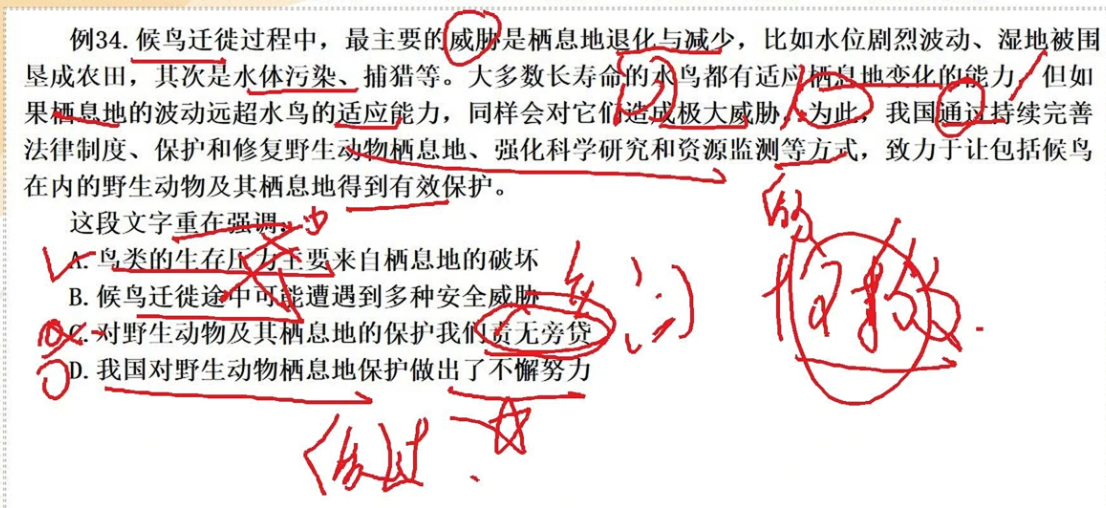 例34.候鸟迁徙过程中，最主要的威胁是栖息地退化与减少，比如水位剧烈波动、湿地被围
垦成农田，其次是水体污染、捕猎等。大多数长寿命的水鸟都有适应栖息地变化的能力，但如
果栖息地的波动远超水鸟的适应能力，同样会对它们造成极大威胁。为此，我国通过持续完善
法律制度、保护和修复野生动物栖息地、强化科学研究和资源监测等方式，致力于让包括候鸟
在内的野生动物及其栖息地得到有效保护。
这段文字重在强调：
A.鸟类的生存压力主要来自栖息地的破坏
B.候鸟迁徙途中可能遭遇到多种安全威胁
C.对野生动物及其栖息地的保护我们责无旁贷
D.我国对野生动物栖息地保护做出了不懈努力